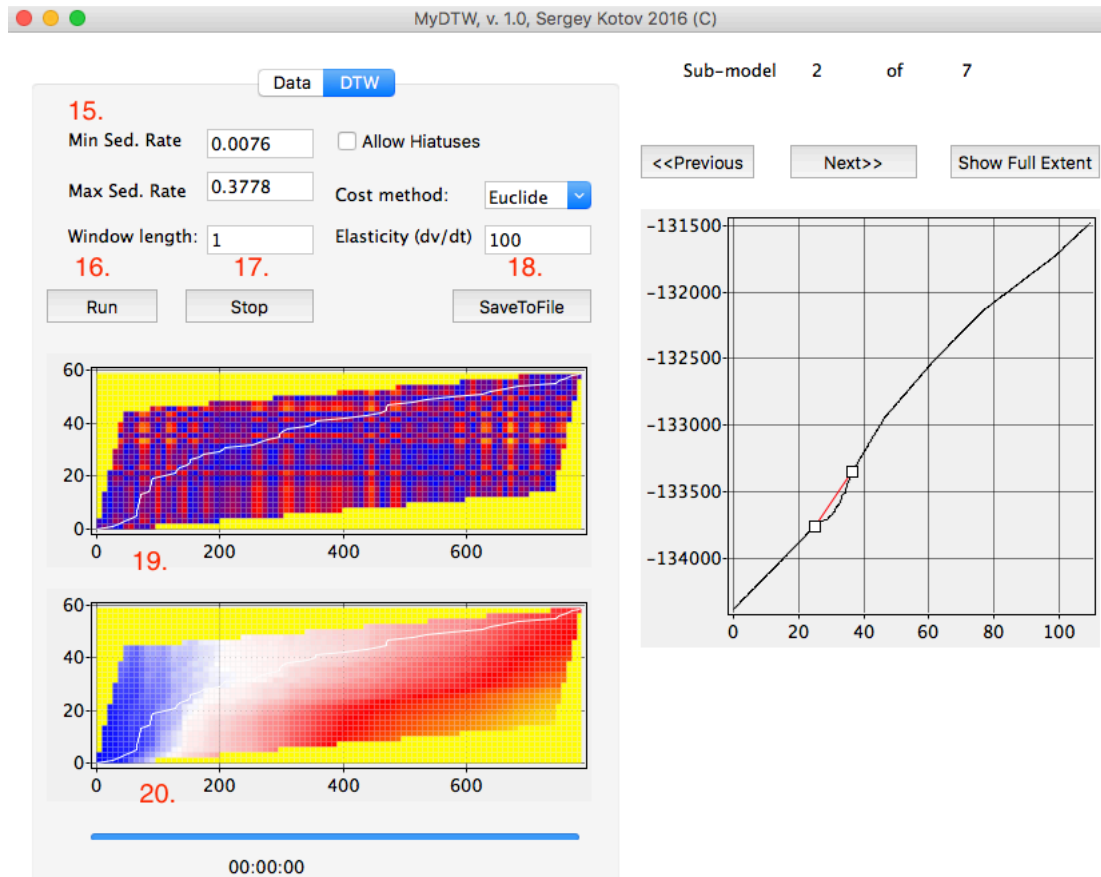 MyDTW, v. 1.0, Sergey Kotov 2016 (C)
Sub-model 2 of 7
Data DTW
15.
Min Sed. Rate 0.0076 Allow Hiatuses
<<Previous Next>> Show Full Extent
Max Sed. Rate 0.3778 Cost method: Euclide
Window length: 1 Elasticity (dv/dt) 100
16. 17. 18.
Run Stop SaveToFile
60
40
20
0
0 200 400 600
19.
60
40
20
0
0 200 400 600
20.
00:00:00
-131500
-132000
-132500
-133000
-133500
-134000
0 20 40 60 80 100